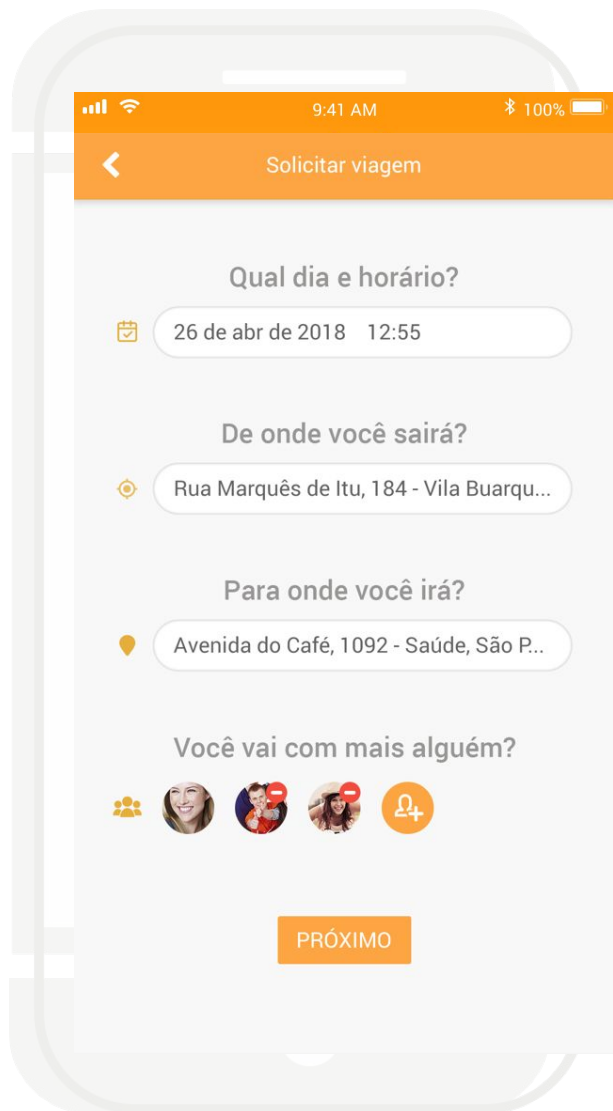 9:41 AM 100%
Solicitar viagem
Qual dia e horário?
26 de abr de 2018 12:55
De onde você sairá?
Rua Marquês de Itu, 184 - Vila Buarqu...
Para onde você irá?
Avenida do Café, 1092 - Saúde, São P...
Você vai com mais alguém?
PRÓXIMO